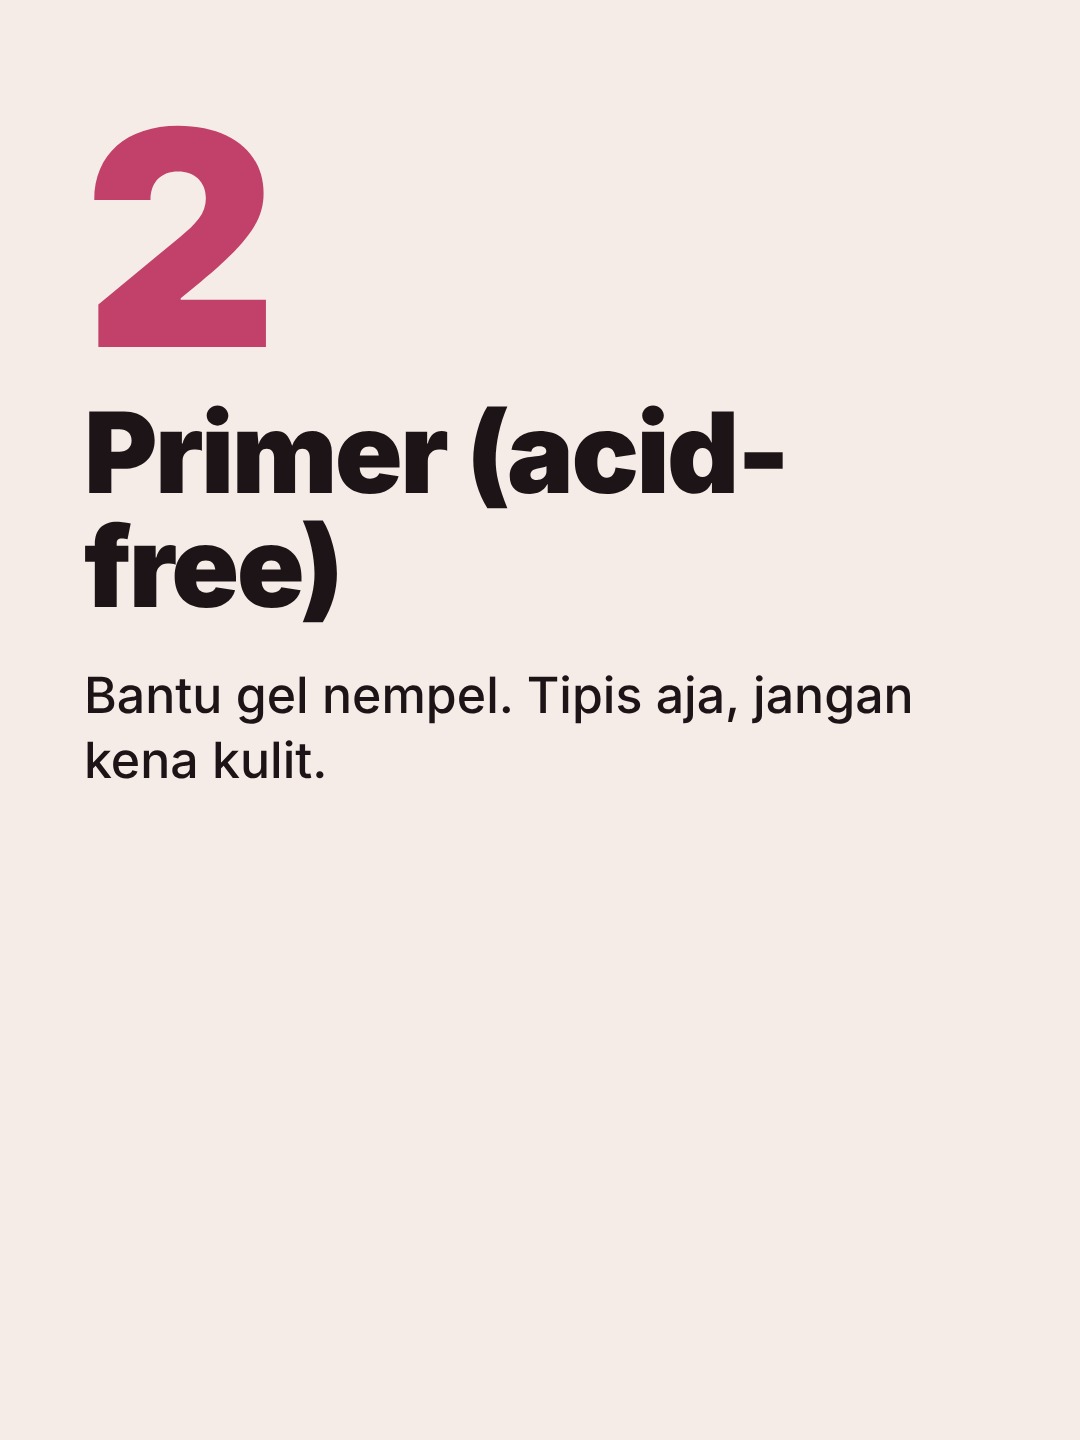 2
Primer (acid-
free)
Bantu gel nempel. Tipis aja, jangan
kena kulit.